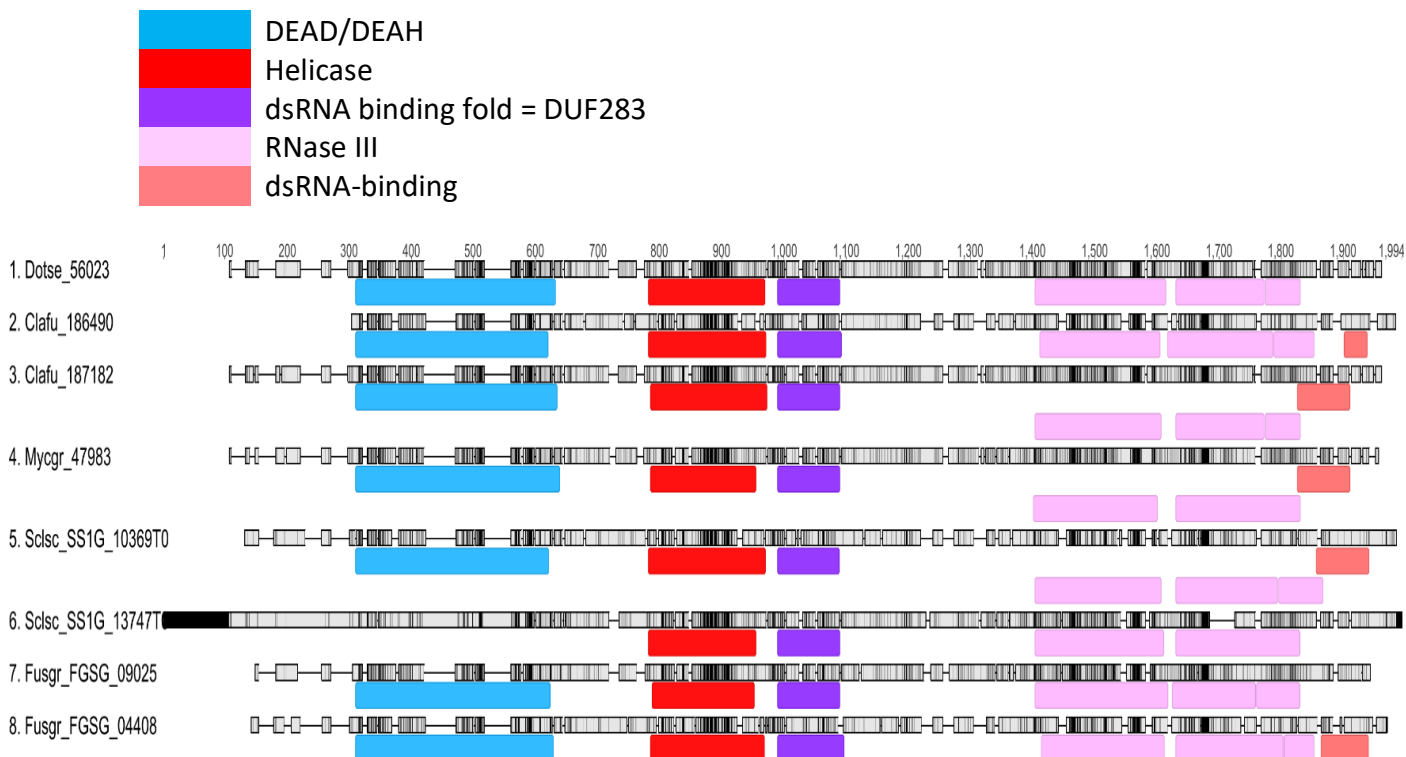 DEAD/DEAH
Helicase
dsRNA binding fold = DUF283
RNase III
dsRNA-binding
1 100 200 300 400 500 600 700 800 900 1,000 1,100 1,200 1,300 1,400 1,500 1,600 1,700 1,800 1,900 1,994
1. Dotse_56023
2. Clafu_186490
3. Clafu_187182
4. Mycgr_47983
5. Sclsc_SS1G_10369T0
6. Sclsc_SS1G_13747T
7. Fusgr_FGSG_09025
8. Fusgr_FGSG_04408